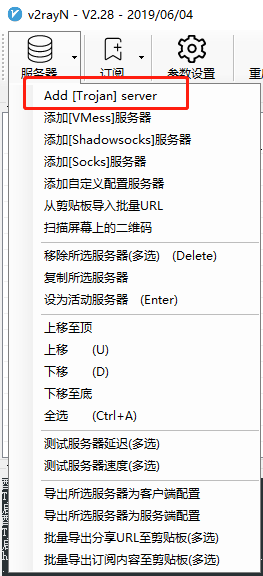 v2rayN - V2.28 - 2019/06/04
服务器
订阅
参数设置
Add [Trojan] server
添加[VMess]服务器
添加[Shadowsocks]服务器
添加[Socks]服务器
添加自定义配置服务器
从剪贴板导入批量URL
扫描屏幕上的二维码
移除所选服务器(多选) (Delete)
复制所选服务器
设为活动服务器 (Enter)
上移至顶
上移 (U)
下移 (D)
下移至底
全选 (Ctrl+A)
测试服务器延迟(多选)
测试服务器速度(多选)
导出所选服务器为客户端配置
导出所选服务器为服务端配置
批量导出分享URL至剪贴板(多选)
批量导出订阅内容至剪贴板(多选)